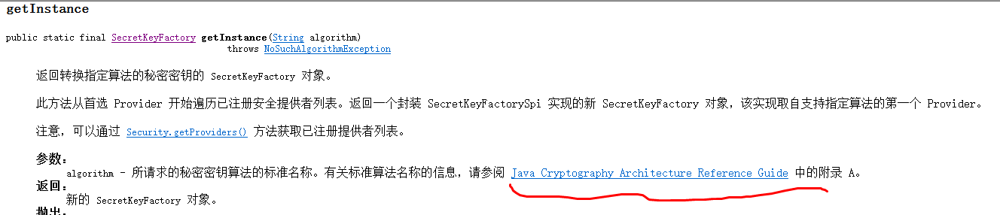 getInstance
public static final SecretKeyFactory getInstance(String algorithm)
throws NoSuchAlgorithmException
返回转换指定算法的秘密密钥的 SecretKeyFactory 对象。
此方法从首选 Provider 开始遍历已注册安全提供者列表。返回一个封装 SecretKeyFactorySpi 实现的新 SecretKeyFactory 对象，该实现取自支持指定算法的第一个 Provider。
注意，可以通过 Security.getProviders() 方法获取已注册提供者列表。
参数：
algorithm - 所请求的秘密密钥算法的标准名称。有关标准算法名称的信息，请参阅 Java Cryptography Architecture Reference Guide 中的附录 A。
返回：
新的 SecretKeyFactory 对象。
抛出：